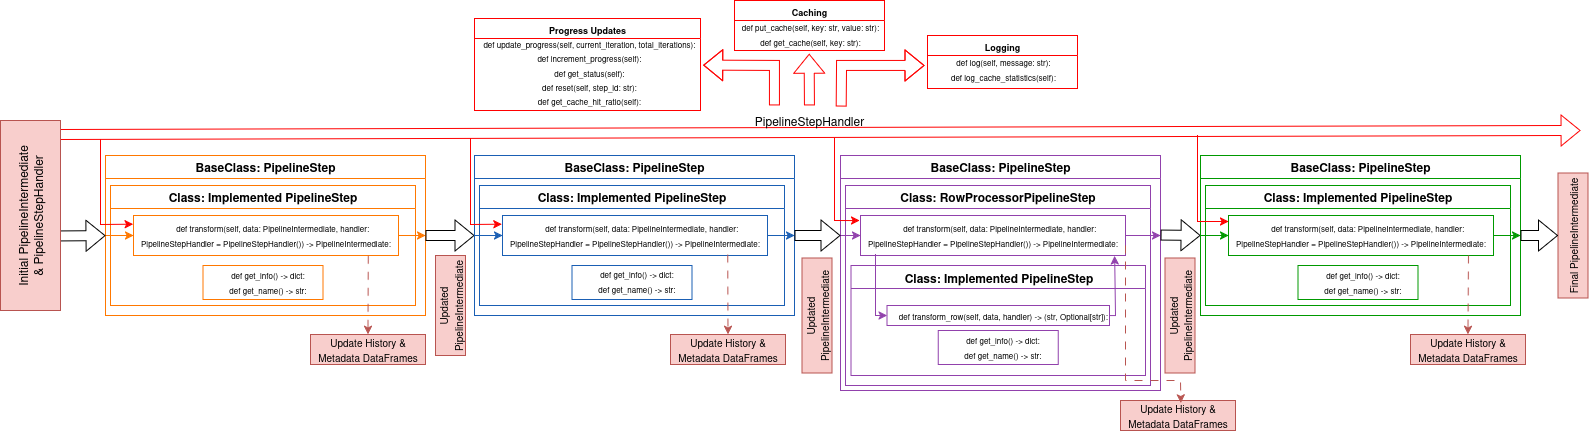 Caching
def put_cache(self, key: str, value: str):
def get_cache(self, key: str):
Progress Updates
def update_progress(self, current_iteration, total_iterations):
def increment_progress(self):
def get_status(self):
def reset(self, step_id: str):
def get_cache_hit_ratio(self):
Logging
def log(self, message: str):
def log_cache_statistics(self):
PipelineStepHandler
Initial PipelineIntermediate
& PipelineStepHandler
BaseClass: PipelineStep
Class: Implemented PipelineStep
def transform(self, data: PipelineIntermediate, handler:
PipelineStepHandler = PipelineStepHandler()) -> PipelineIntermediate:
def get_info() -> dict:
def get_name() -> str:
Update History &
Metadata DataFrames
Updated
PipelineIntermediate
BaseClass: PipelineStep
Class: Implemented PipelineStep
def transform(self, data: PipelineIntermediate, handler:
PipelineStepHandler = PipelineStepHandler()) -> PipelineIntermediate:
def get_info() -> dict:
def get_name() -> str:
Update History &
Metadata DataFrames
Updated
PipelineIntermediate
BaseClass: PipelineStep
Class: RowProcessorPipelineStep
def transform(self, data: PipelineIntermediate, handler:
PipelineStepHandler = PipelineStepHandler()) -> PipelineIntermediate:
Class: Implemented PipelineStep
def transform_row(self, data, handler) -> (str, Optional[str]):
def get_info() -> dict:
def get_name() -> str:
Update History &
Metadata DataFrames
Updated
PipelineIntermediate
BaseClass: PipelineStep
Class: Implemented PipelineStep
def transform(self, data: PipelineIntermediate, handler:
PipelineStepHandler = PipelineStepHandler()) -> PipelineIntermediate:
def get_info() -> dict:
def get_name() -> str:
Update History &
Metadata DataFrames
Final PipelineIntermediate